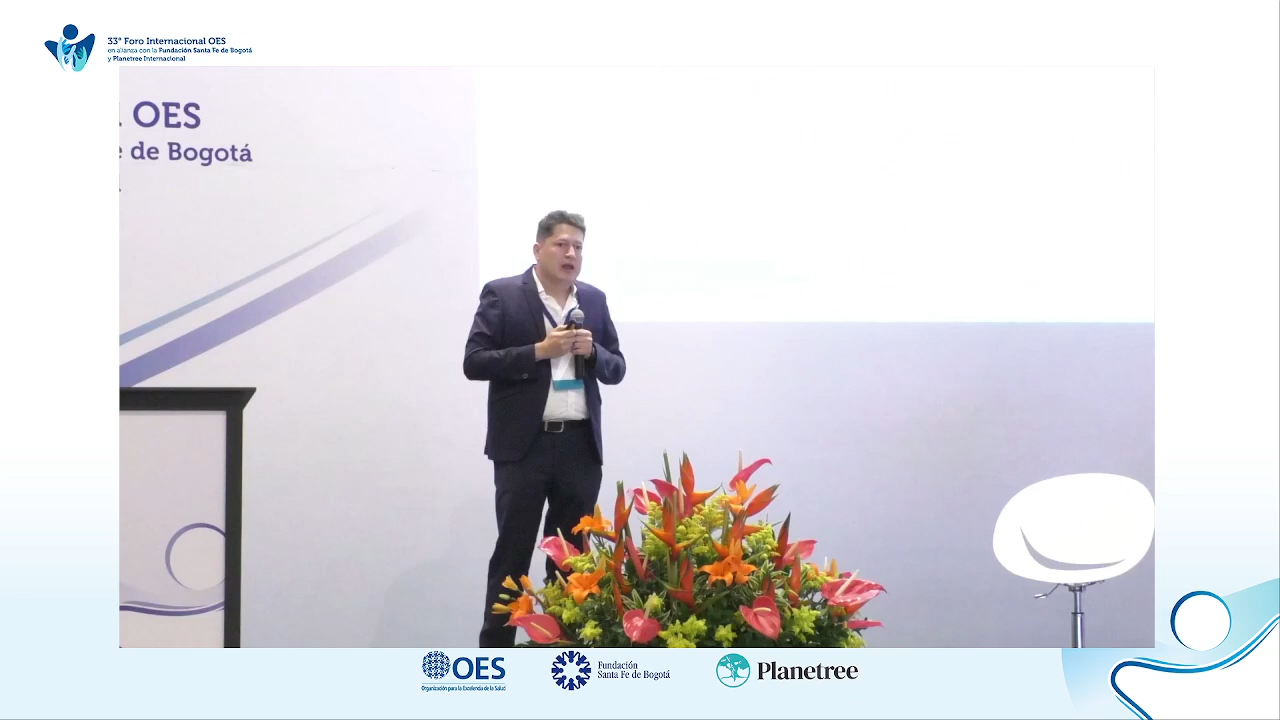 33° Foro Internacional OES
en alianza con la Fundación Santa Fe de Bogotá
y Planetree Internacional
OES
de Bogotá
OES
Organización para la Excelencia de la Salud
Fundación
Santa Fe de Bogotá
Planetree